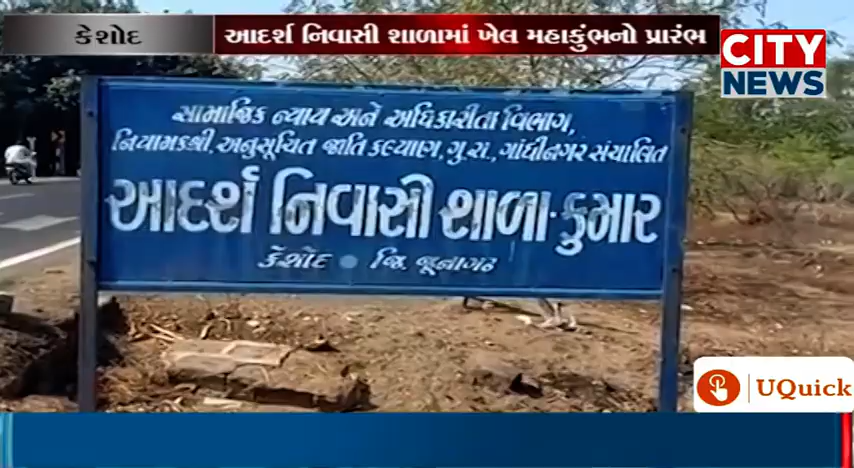 કેશોદ
આદર્શ નિવાસી શાળામાં ખેલ મહાકુંભનો પ્રારંભ
CITY
NEWS
સામાજિક ન્યાય અને અધિકારીતા વિભાગ,
નિયામકશ્રી, અનુસૂચિત જાતિ કલ્યાણ, ગુ.રા., ગાંધીનગર સંચાલિત
આદર્શ નિવાસી શાળા-કુમાર
કેશોદ • જિ. જૂનાગઢ
UQuick